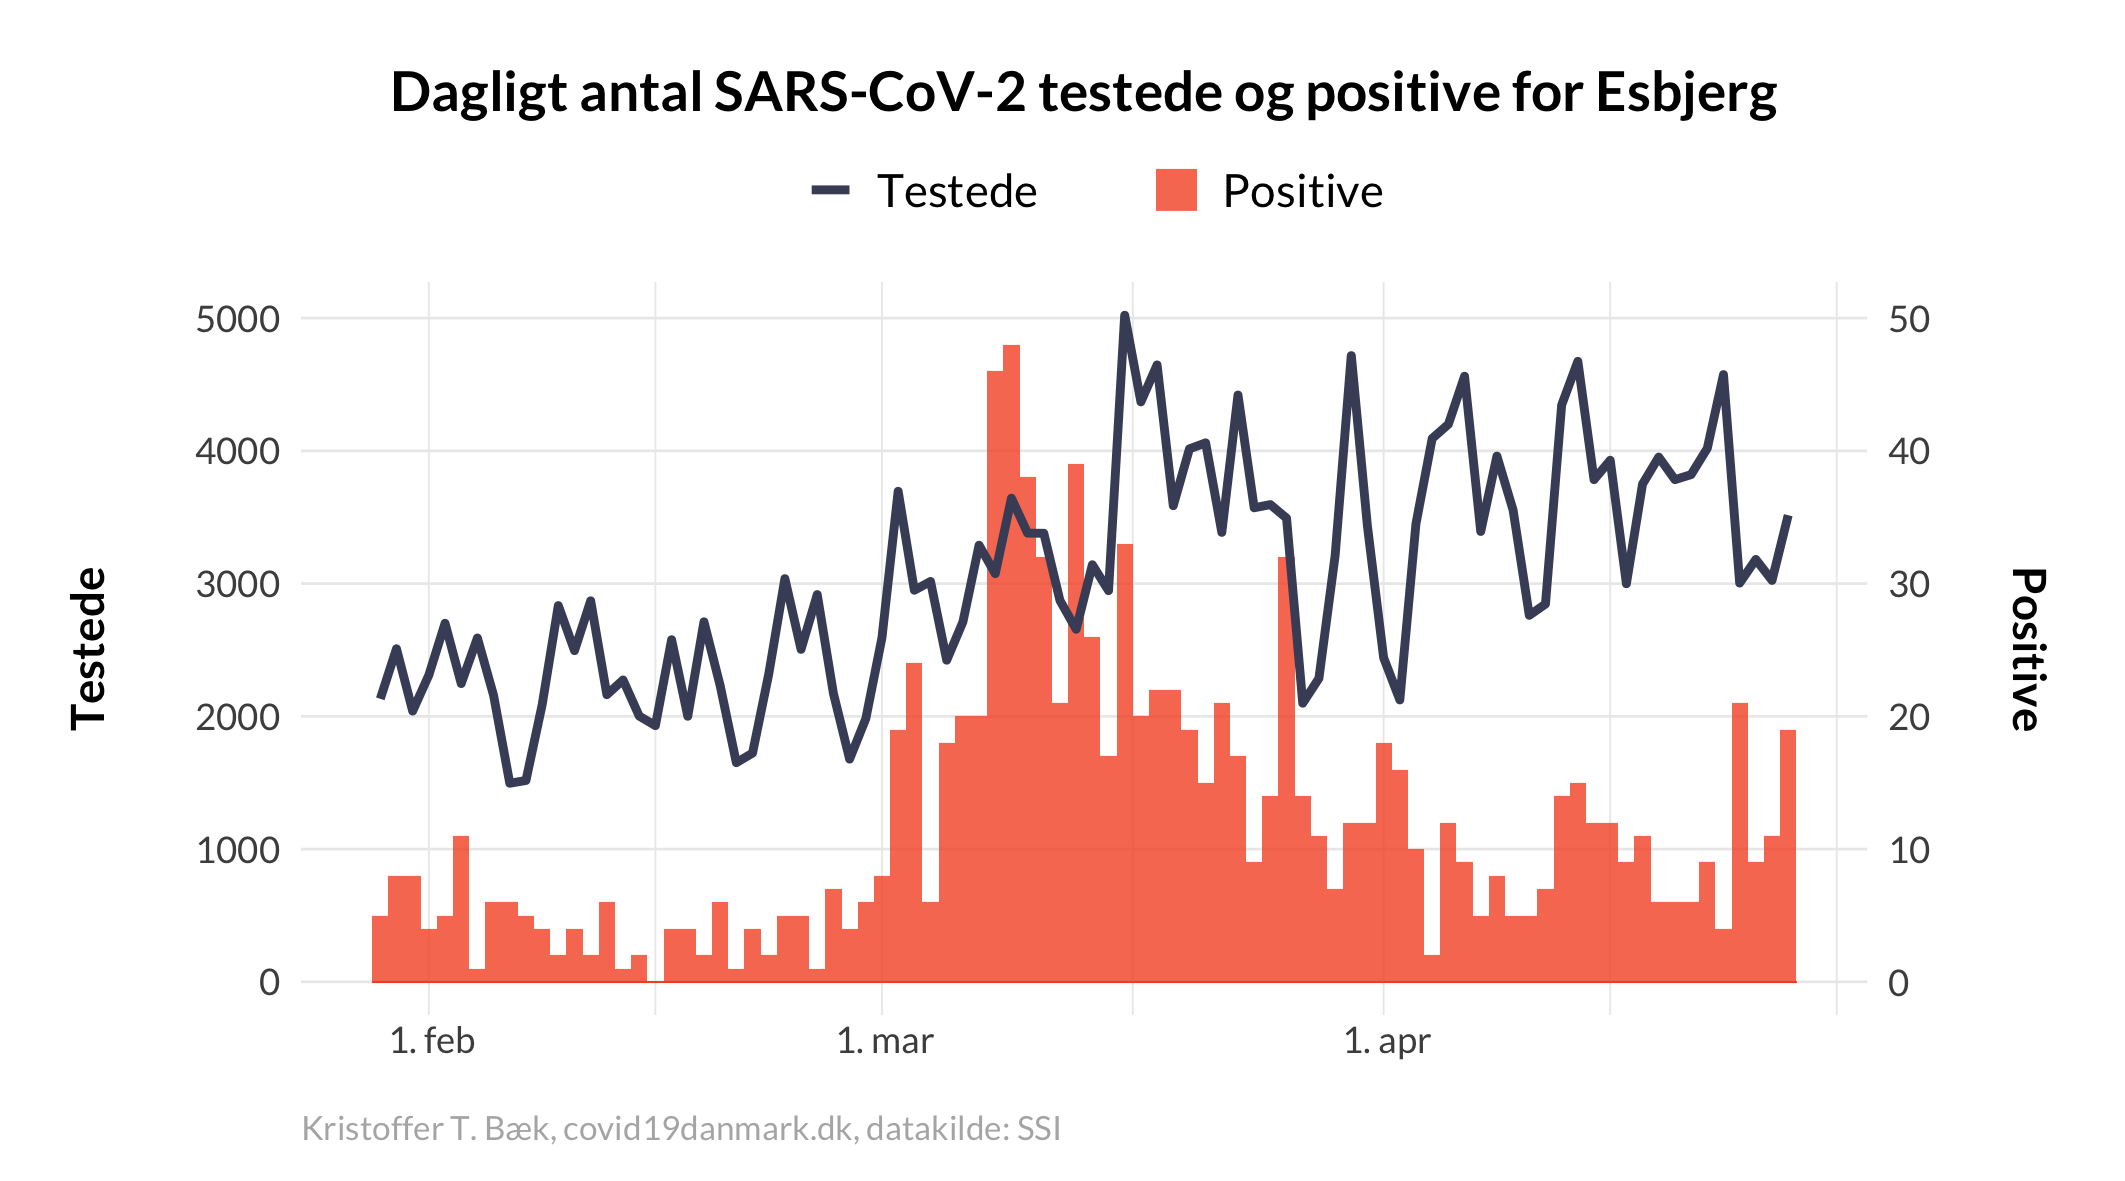 Dagligt antal SARS-CoV-2 testede og positive for Esbjerg
Testede
Positive
5000
4000
3000
2000
1000
0
Testede
50
40
30
20
10
0
Positive
1. feb
1. mar
1. apr
Kristoffer T. Bæk, covid19danmark.dk, datakilde: SSI